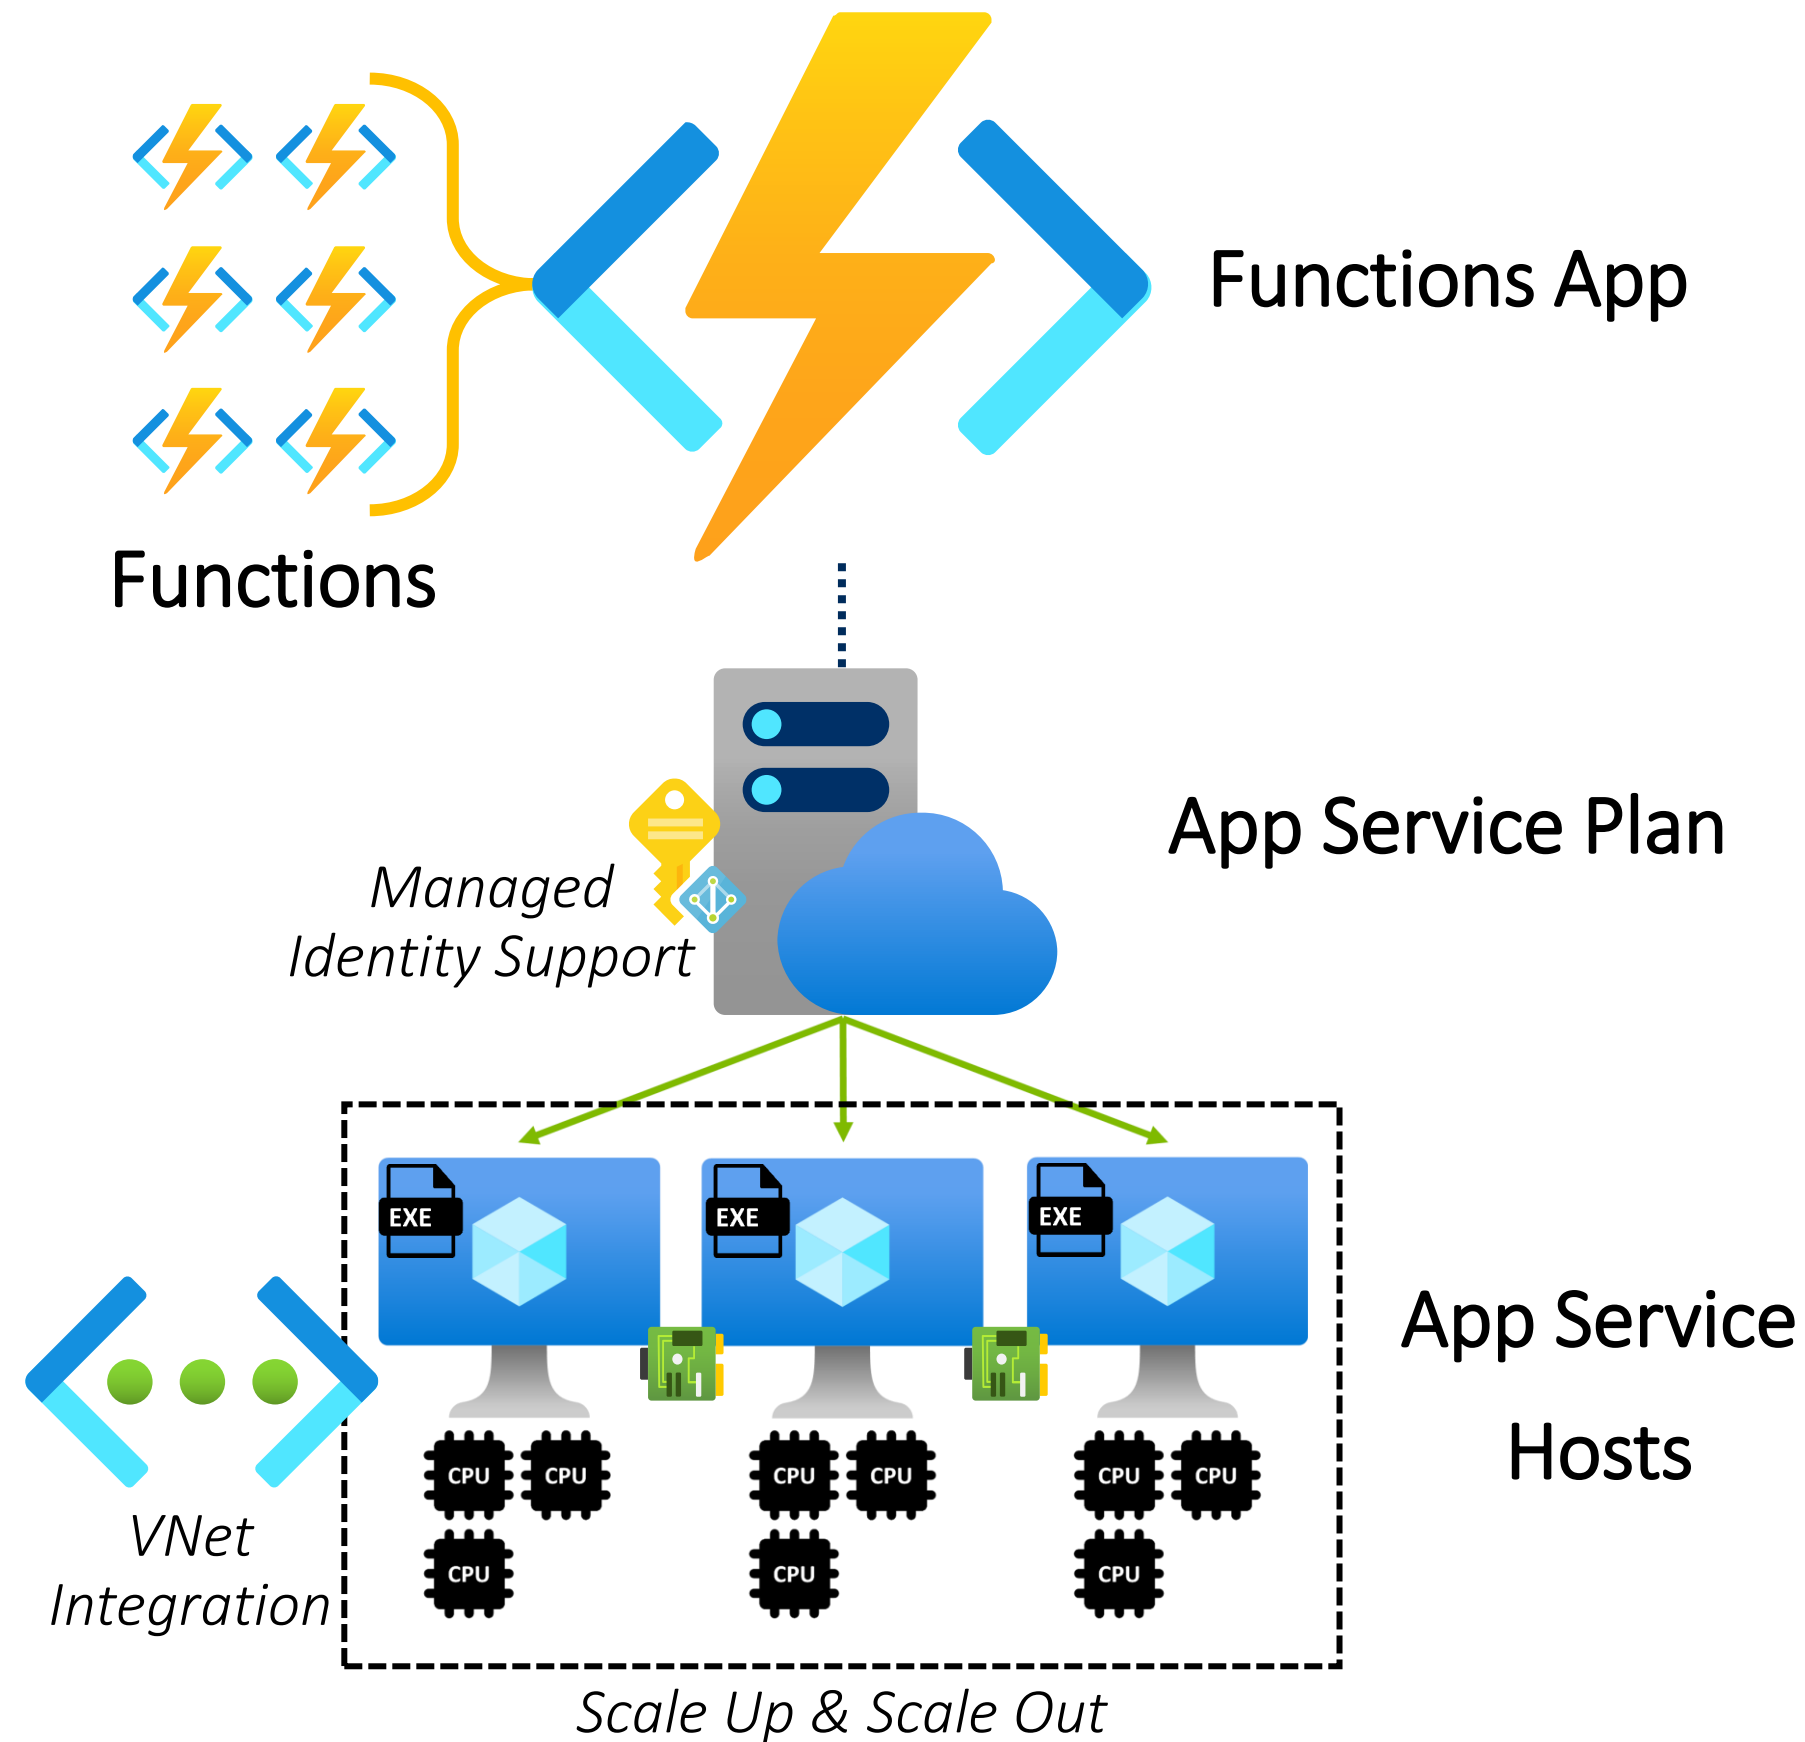 Functions App
Functions
App Service Plan
Managed
Identity Support
EXE
EXE
EXE
App Service
Hosts
CPU CPU
CPU CPU
CPU CPU
CPU
CPU
CPU
VNet
Integration
Scale Up & Scale Out